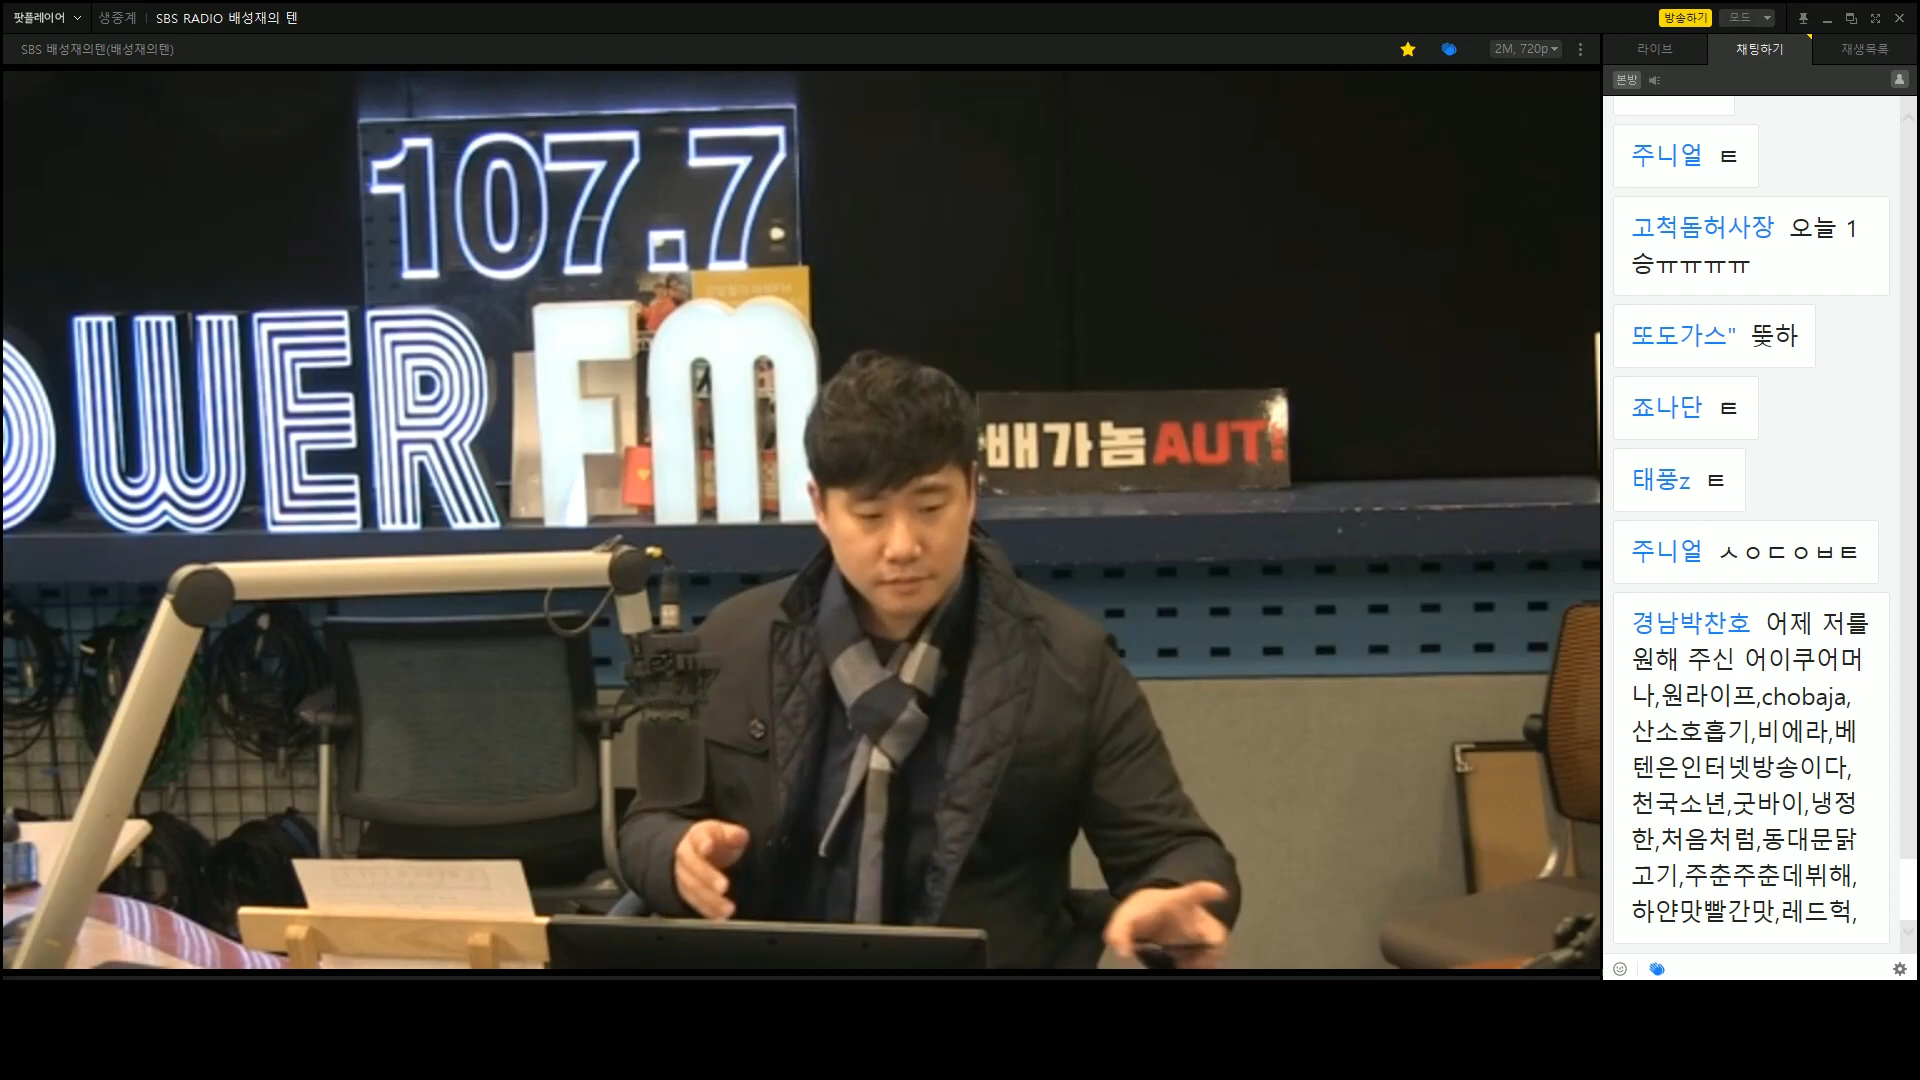 팟플레이어 생중계 SBS RADIO 배성재의 텐 방송하기 모드
SBS 배성재의텐(배성재의텐) 2M, 720p
라이브 채팅하기 재생목록
본방
107.7
OWER FM
배가놈AUT!
주니얼 ㅌ
고척돔허사장 오늘 1
승ㅠㅠㅠㅠ
또도가스" 뚗하
죠나단 ㅌ
태풍z ㅌ
주니얼 ㅅㅇㄷㅇㅂㅌ
경남박찬호 어제 저를
원해 주신 어이쿠어머
나,원라이프,chobaja,
산소호흡기,비에라,베
텐은인터넷방송이다,
천국소년,굿바이,냉정
한,처음처럼,동대문닭
고기,주춘주춘데뷔해,
하얀맛빨간맛,레드헉,